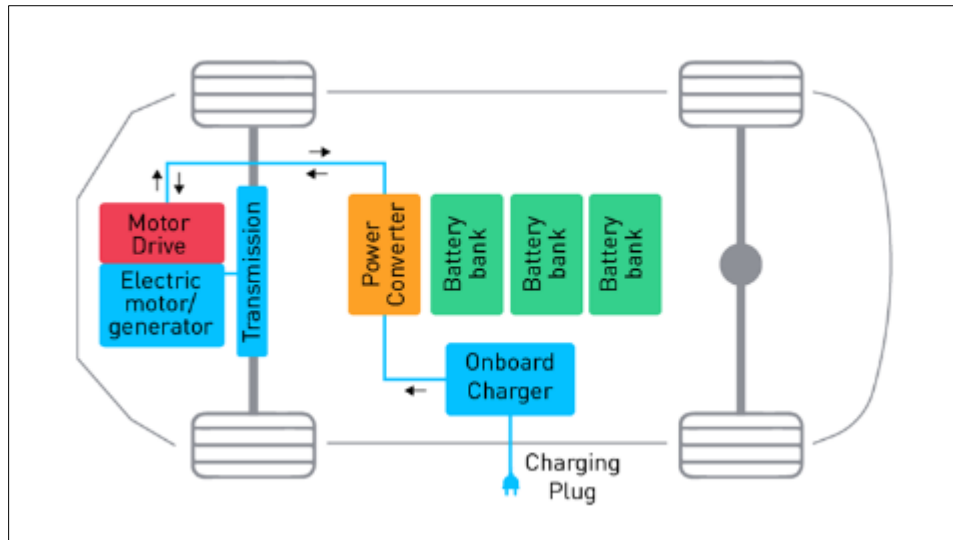 Motor
Drive
Electric
motor/
generator
Transmission
Power
Converter
Battery
bank
Battery
bank
Battery
bank
Onboard
Charger
Charging
Plug